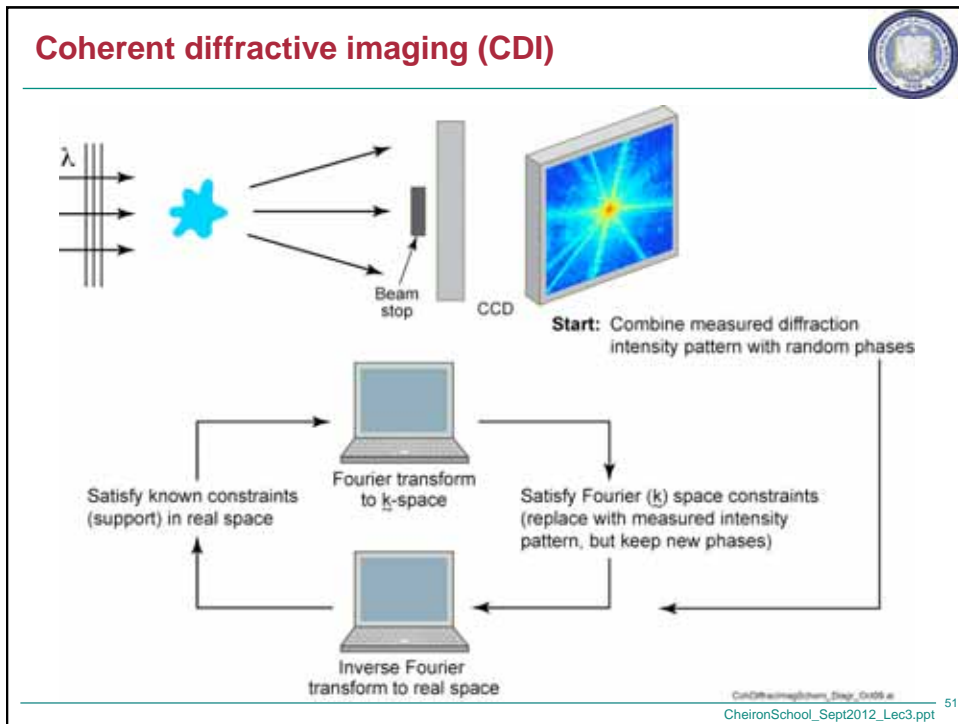 Coherent diffractive imaging (CDI)
λ
Beam
stop
CCD
Start: Combine measured diffraction
intensity pattern with random phases
Fourier transform
to k-space
Satisfy known constraints
(support) in real space
Satisfy Fourier (k) space constraints
(replace with measured intensity
pattern, but keep new phases)
Inverse Fourier
transform to real space
51
CheironSchool_Sept2012_Lec3.ppt